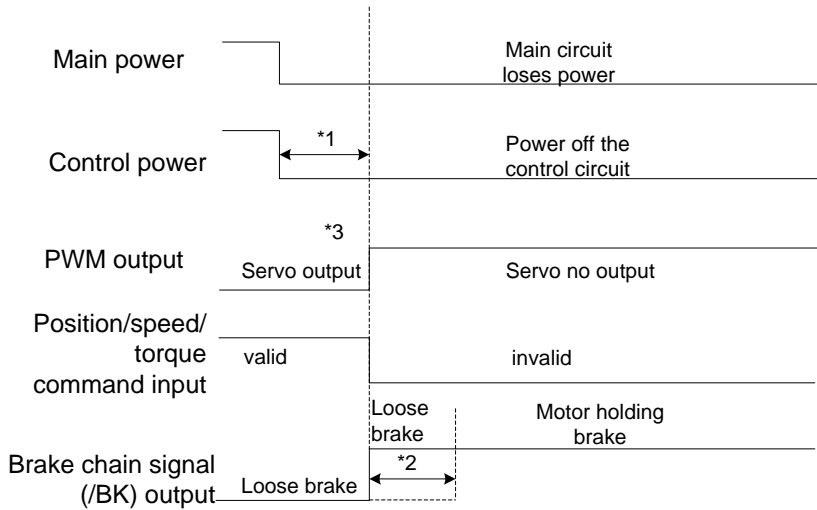 Main power
Main circuit
loses power
Control power
*1
Power off the
control circuit
*3
PWM output
Servo output
Servo no output
Position/speed/
torque
command input
valid
invalid
Loose
brake
Motor holding
brake
*2
Brake chain signal
(/BK) output
Loose brake